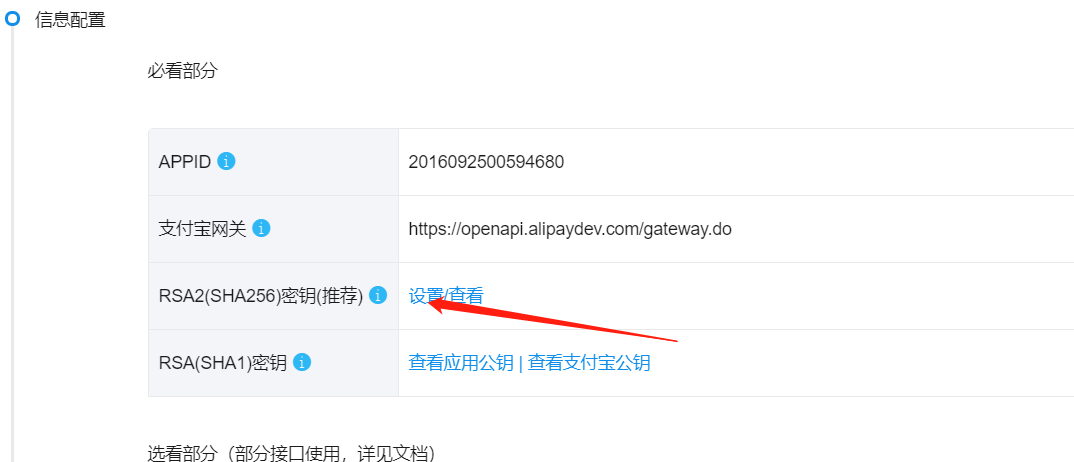 信息配置
必看部分
APPID
2016092500594680
支付宝网关
https://openapi.alipaydev.com/gateway.do
RSA2(SHA256)密钥(推荐)
设置/查看
RSA(SHA1)密钥
查看应用公钥 | 查看支付宝公钥
选看部分（部分接口使用，详见文档）